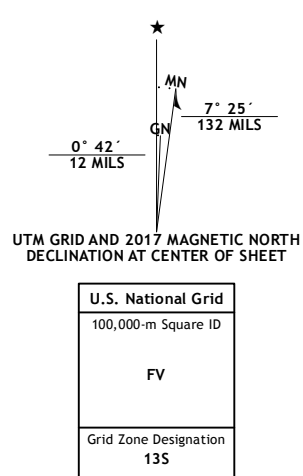 ★
MN
7° 25´
132 MILS
GN
0° 42´
12 MILS
UTM GRID AND 2017 MAGNETIC NORTH
DECLINATION AT CENTER OF SHEET
U.S. National Grid
100,000-m Square ID
FV
Grid Zone Designation
13S